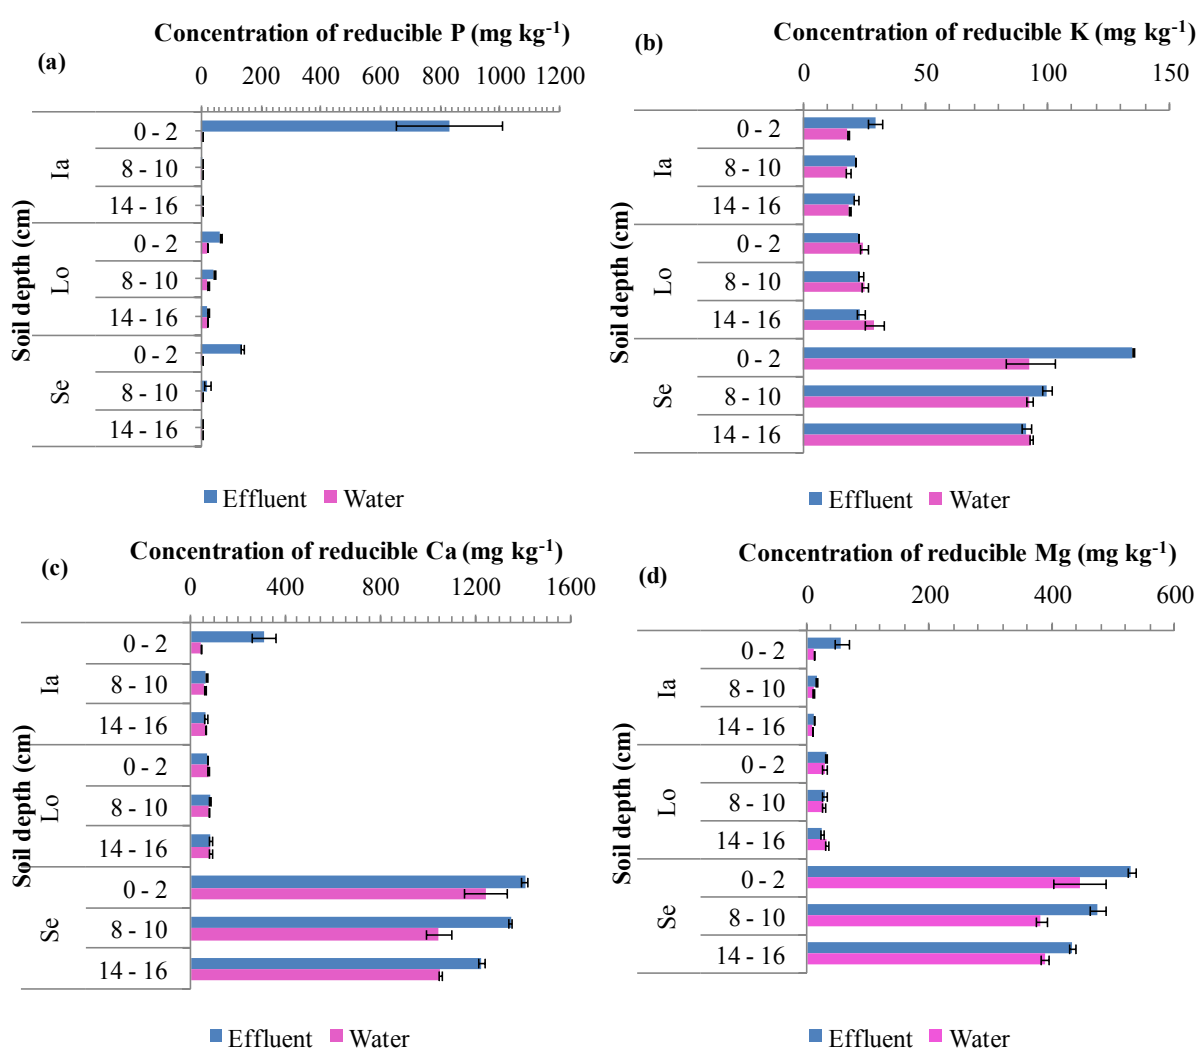 Concentration of reducible P (mg kg-1)
(a)
0 200 400 600 800 1000 1200
Soil depth (cm)
Ia
0 - 2
8 - 10
14 - 16
Lo
0 - 2
8 - 10
14 - 16
Se
0 - 2
8 - 10
14 - 16
Effluent Water
Concentration of reducible K (mg kg-1)
(b)
0 50 100 150
Soil depth (cm)
Ia
0 - 2
8 - 10
14 - 16
Lo
0 - 2
8 - 10
14 - 16
Se
0 - 2
8 - 10
14 - 16
Effluent Water
Concentration of reducible Ca (mg kg-1)
(c)
0 400 800 1200 1600
Soil depth (cm)
Ia
0 - 2
8 - 10
14 - 16
Lo
0 - 2
8 - 10
14 - 16
Se
0 - 2
8 - 10
14 - 16
Effluent Water
Concentration of reducible Mg (mg kg-1)
(d)
0 200 400 600
Soil depth (cm)
Ia
0 - 2
8 - 10
14 - 16
Lo
0 - 2
8 - 10
14 - 16
Se
0 - 2
8 - 10
14 - 16
Effluent Water